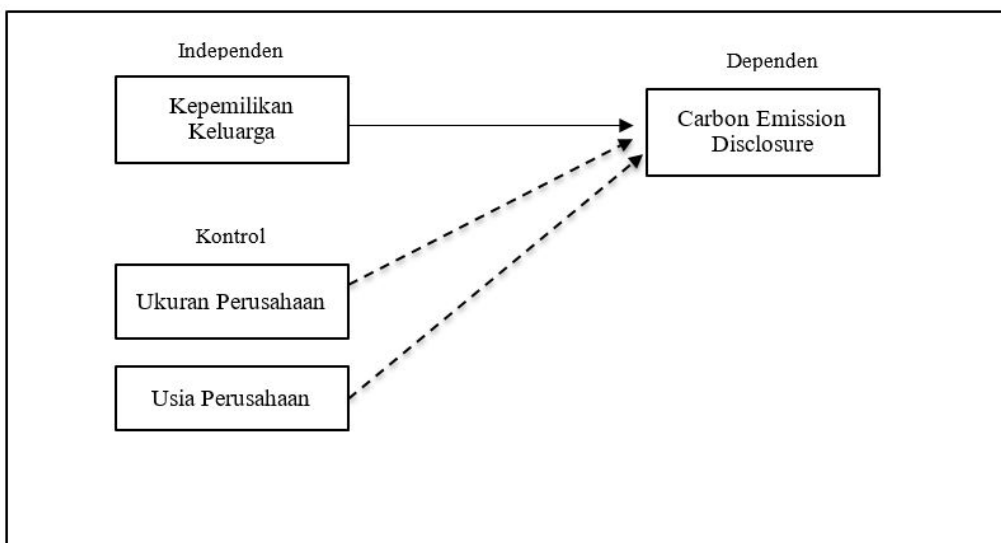 Independen
Kepemilikan
Keluarga
Dependen
Carbon Emission
Disclosure
Kontrol
Ukuran Perusahaan
Usia Perusahaan